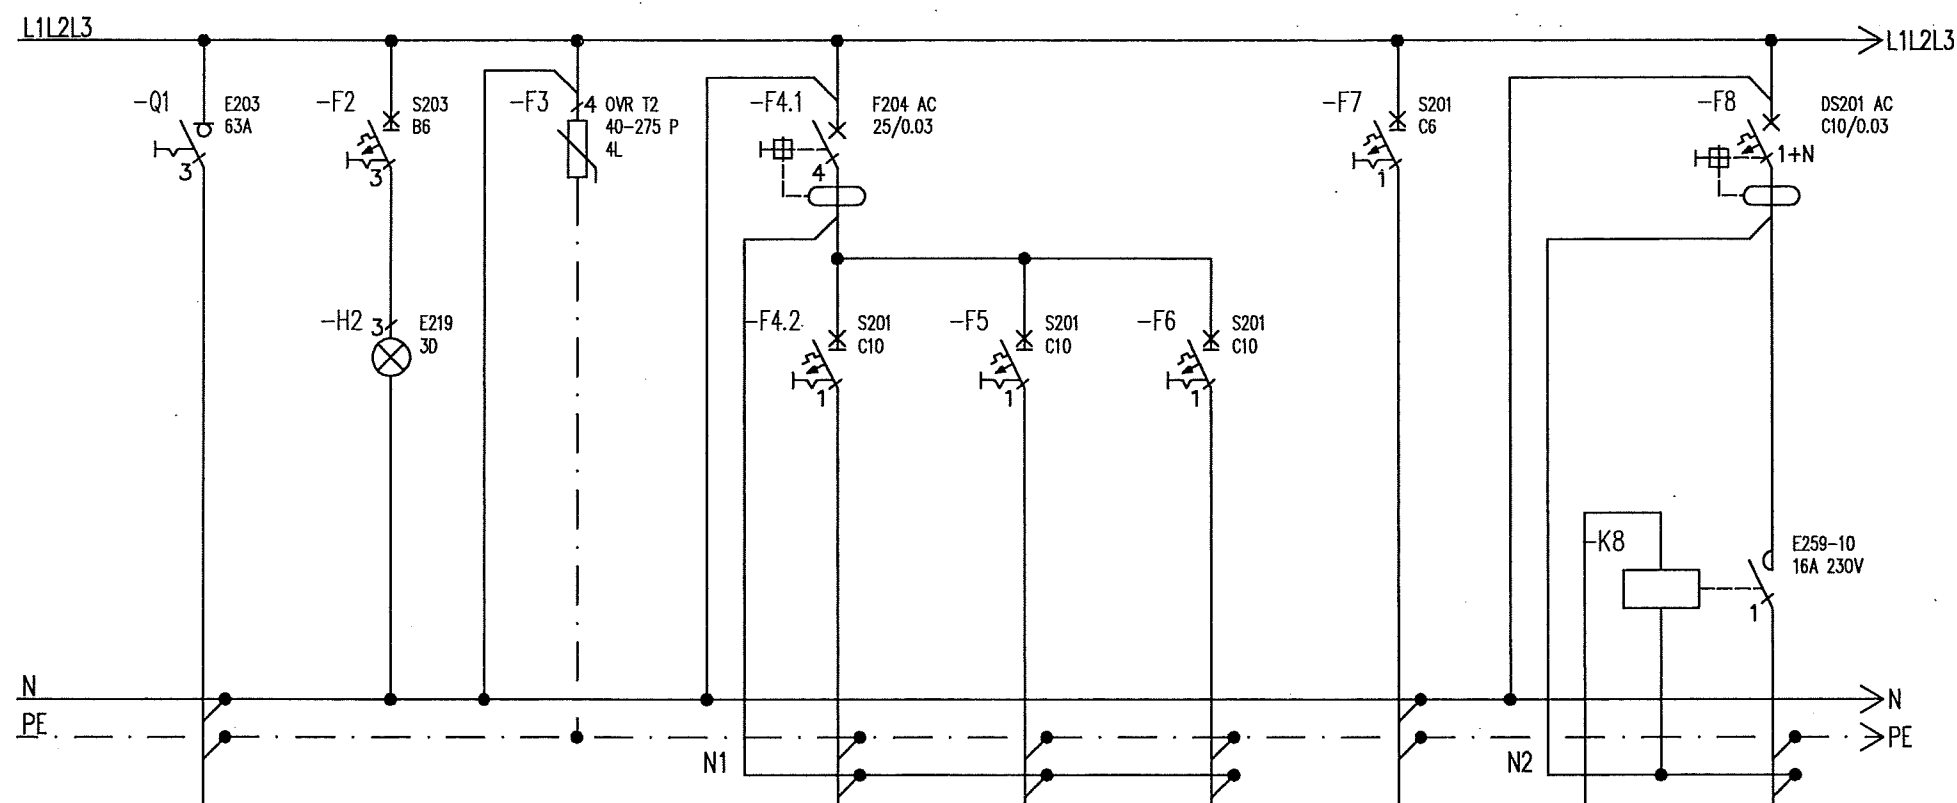 L1L2L3
L1L2L3
-Q1
E203
63A
3
-F2
S203
B6
3
-H2
3
E219
3D
-F3
4
OVR T2
40-275 P
4L
-F4.1
F204 AC
25/0.03
4
-F4.2
S201
C10
1
-F5
S201
C10
1
-F6
S201
C10
1
-F7
S201
C6
1
-F8
DS201 AC
C10/0.03
1+N
-K8
E259-10
16A 230V
1
N
N
PE
PE
N1
N2